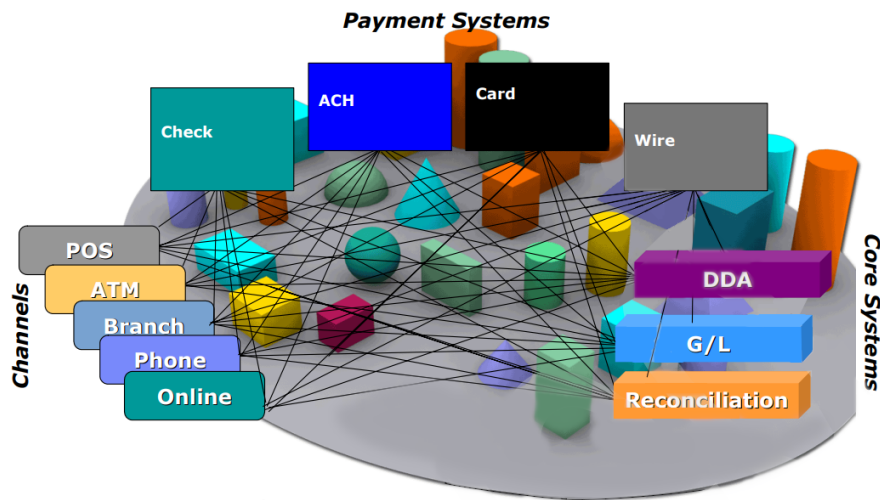 Payment Systems
ACH
Card
Check
Wire
POS
ATM
Branch
Phone
Online
Channels
DDA
G/L
Reconciliation
Core Systems